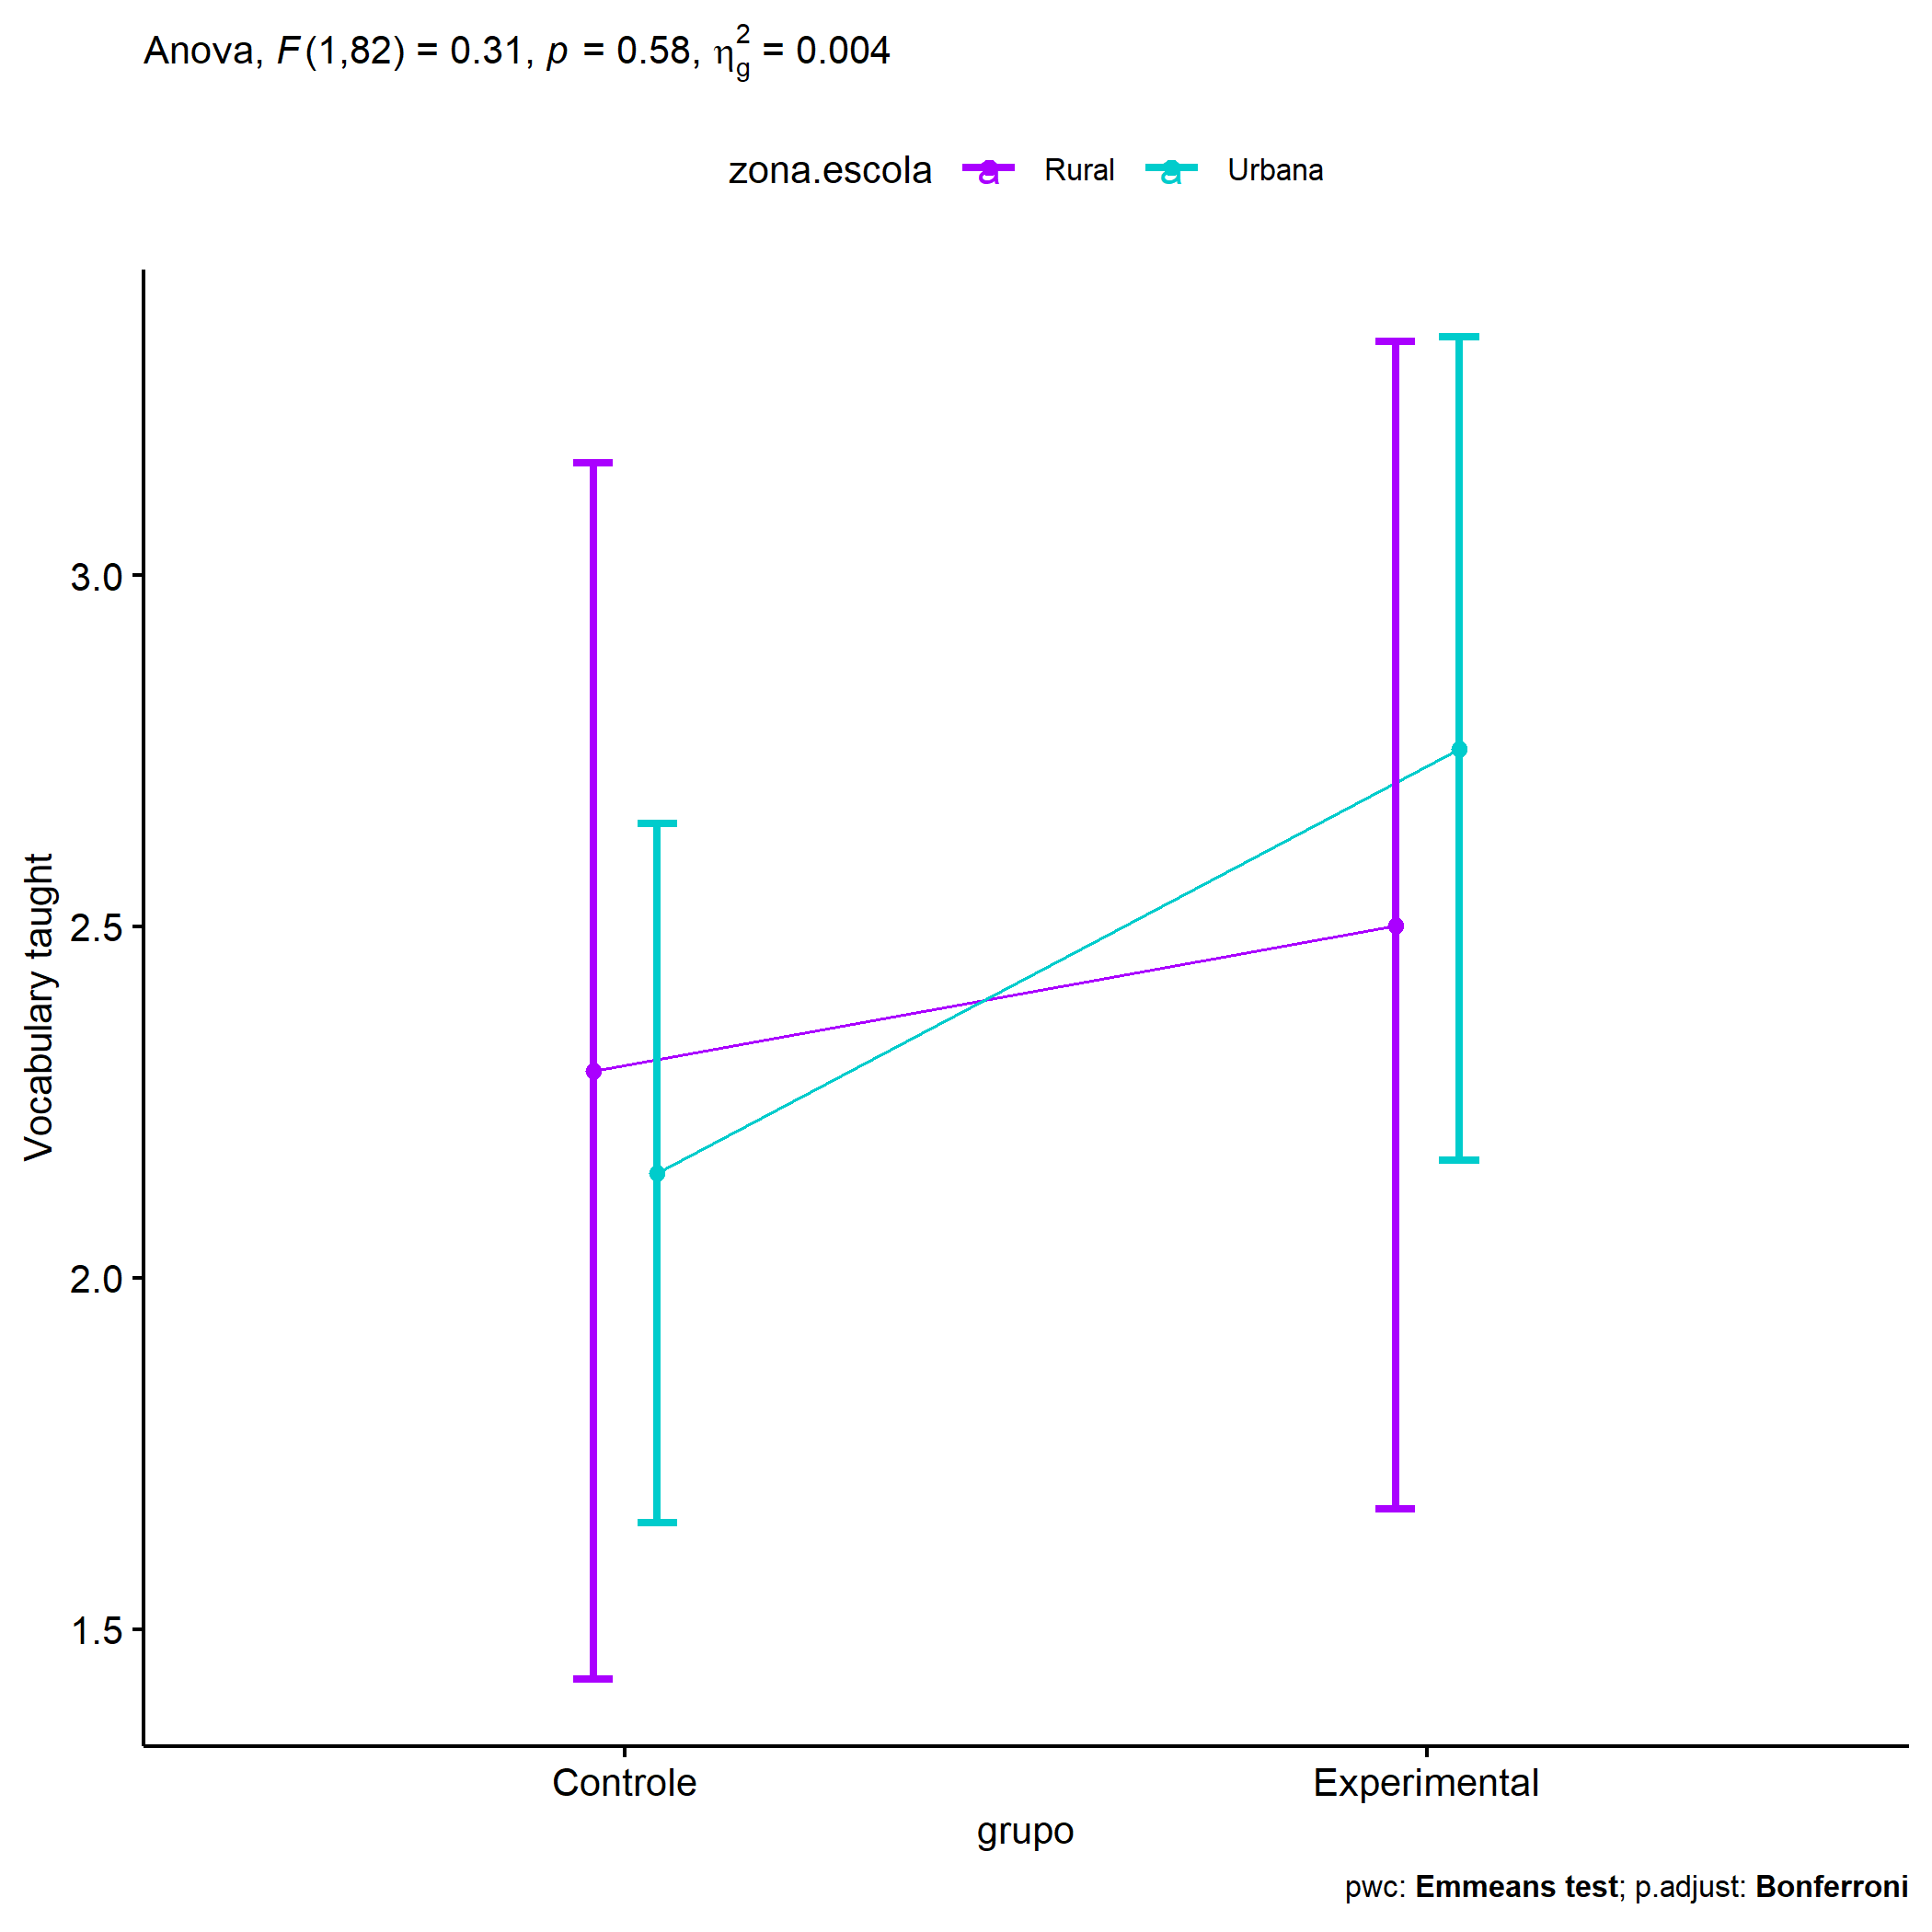 Anova, F(1,82) = 0.31, p = 0.58, η²g = 0.004
zona.escola a Rural a Urbana
3.0
2.5
2.0
1.5
Vocabulary taught
Controle Experimental
grupo
pwc: Emmeans test; p.adjust: Bonferroni